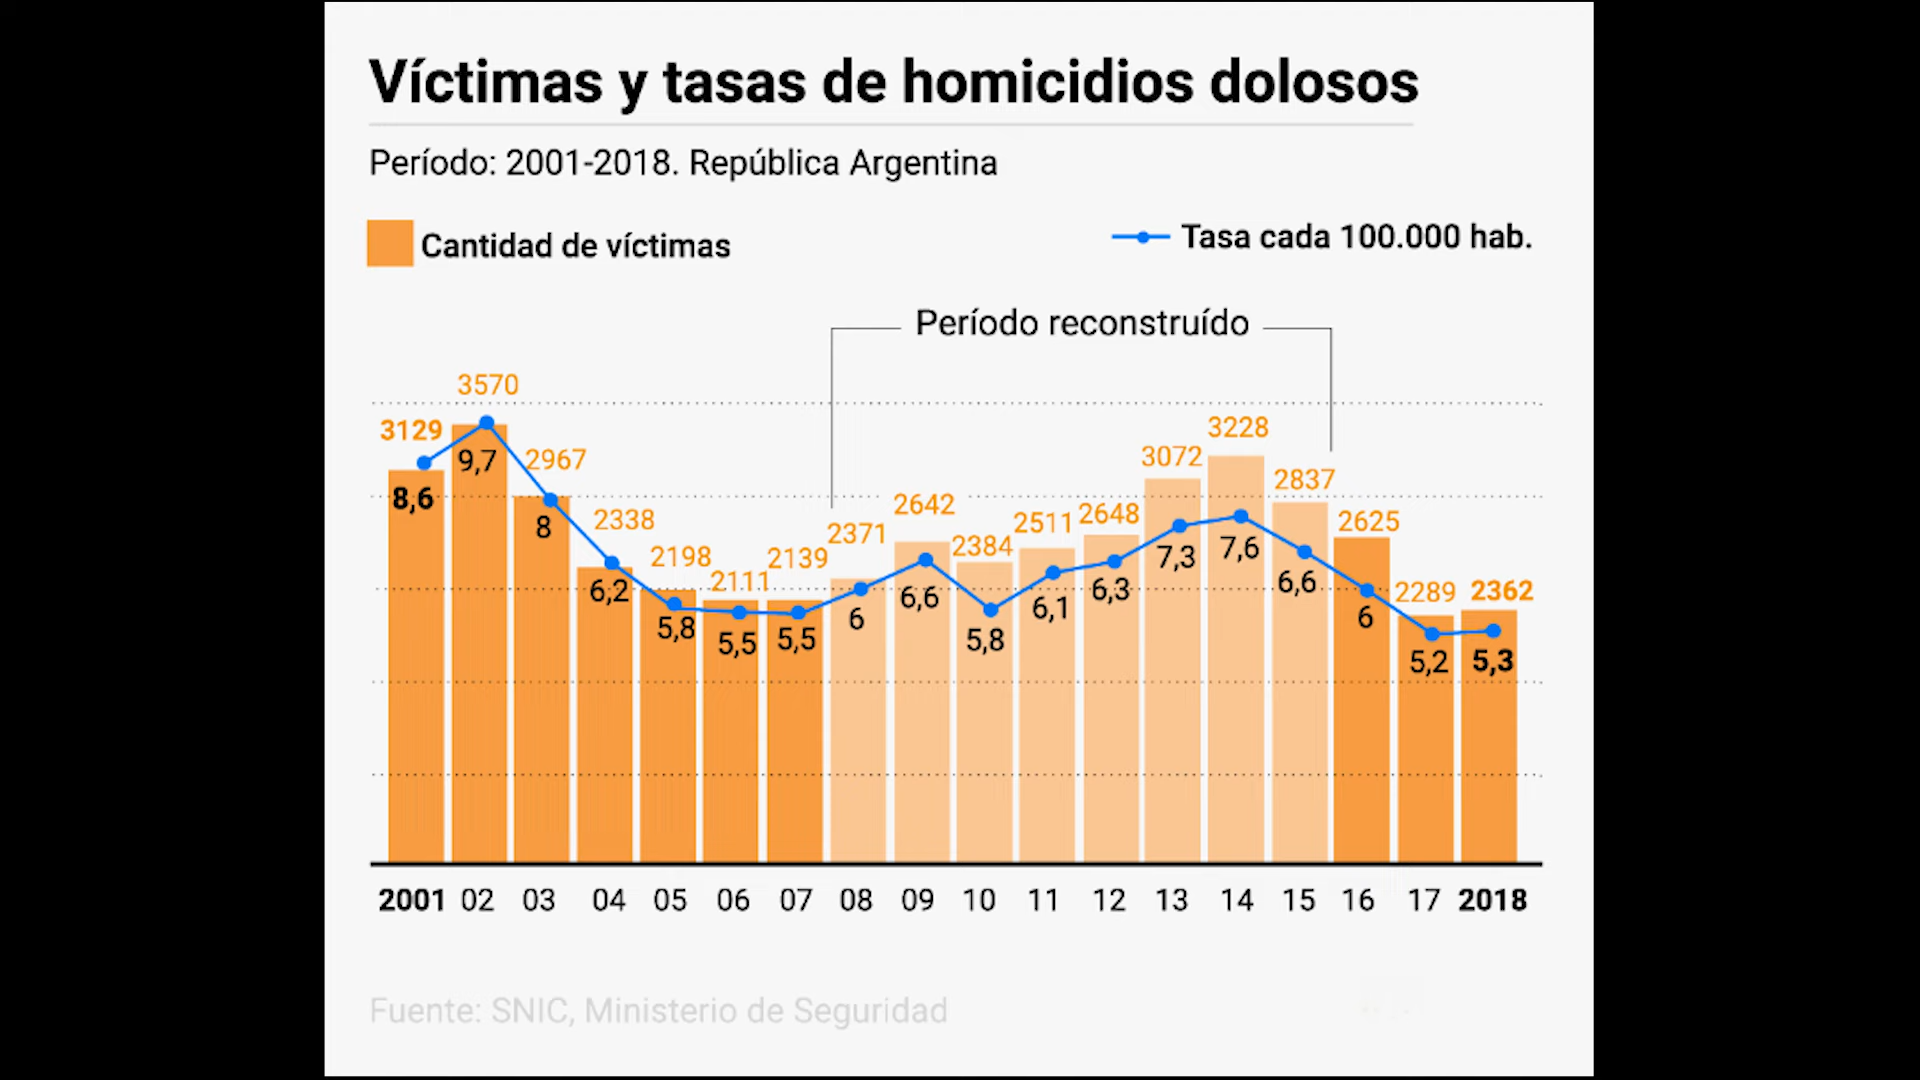 Víctimas y tasas de homicidios dolosos
Período: 2001-2018. República Argentina
Cantidad de víctimas
Tasa cada 100.000 hab.
Período reconstruído
3129 3570 2967 2338 2198 2111 2139 2371 2642 2384 2511 2648 3072 3228 2837 2625 2289 2362
8,6 9,7 8 6,2 5,8 5,5 5,5 6 6,6 5,8 6,1 6,3 7,3 7,6 6,6 6 5,2 5,3
2001 02 03 04 05 06 07 08 09 10 11 12 13 14 15 16 17 2018
Fuente: SNIC, Ministerio de Seguridad